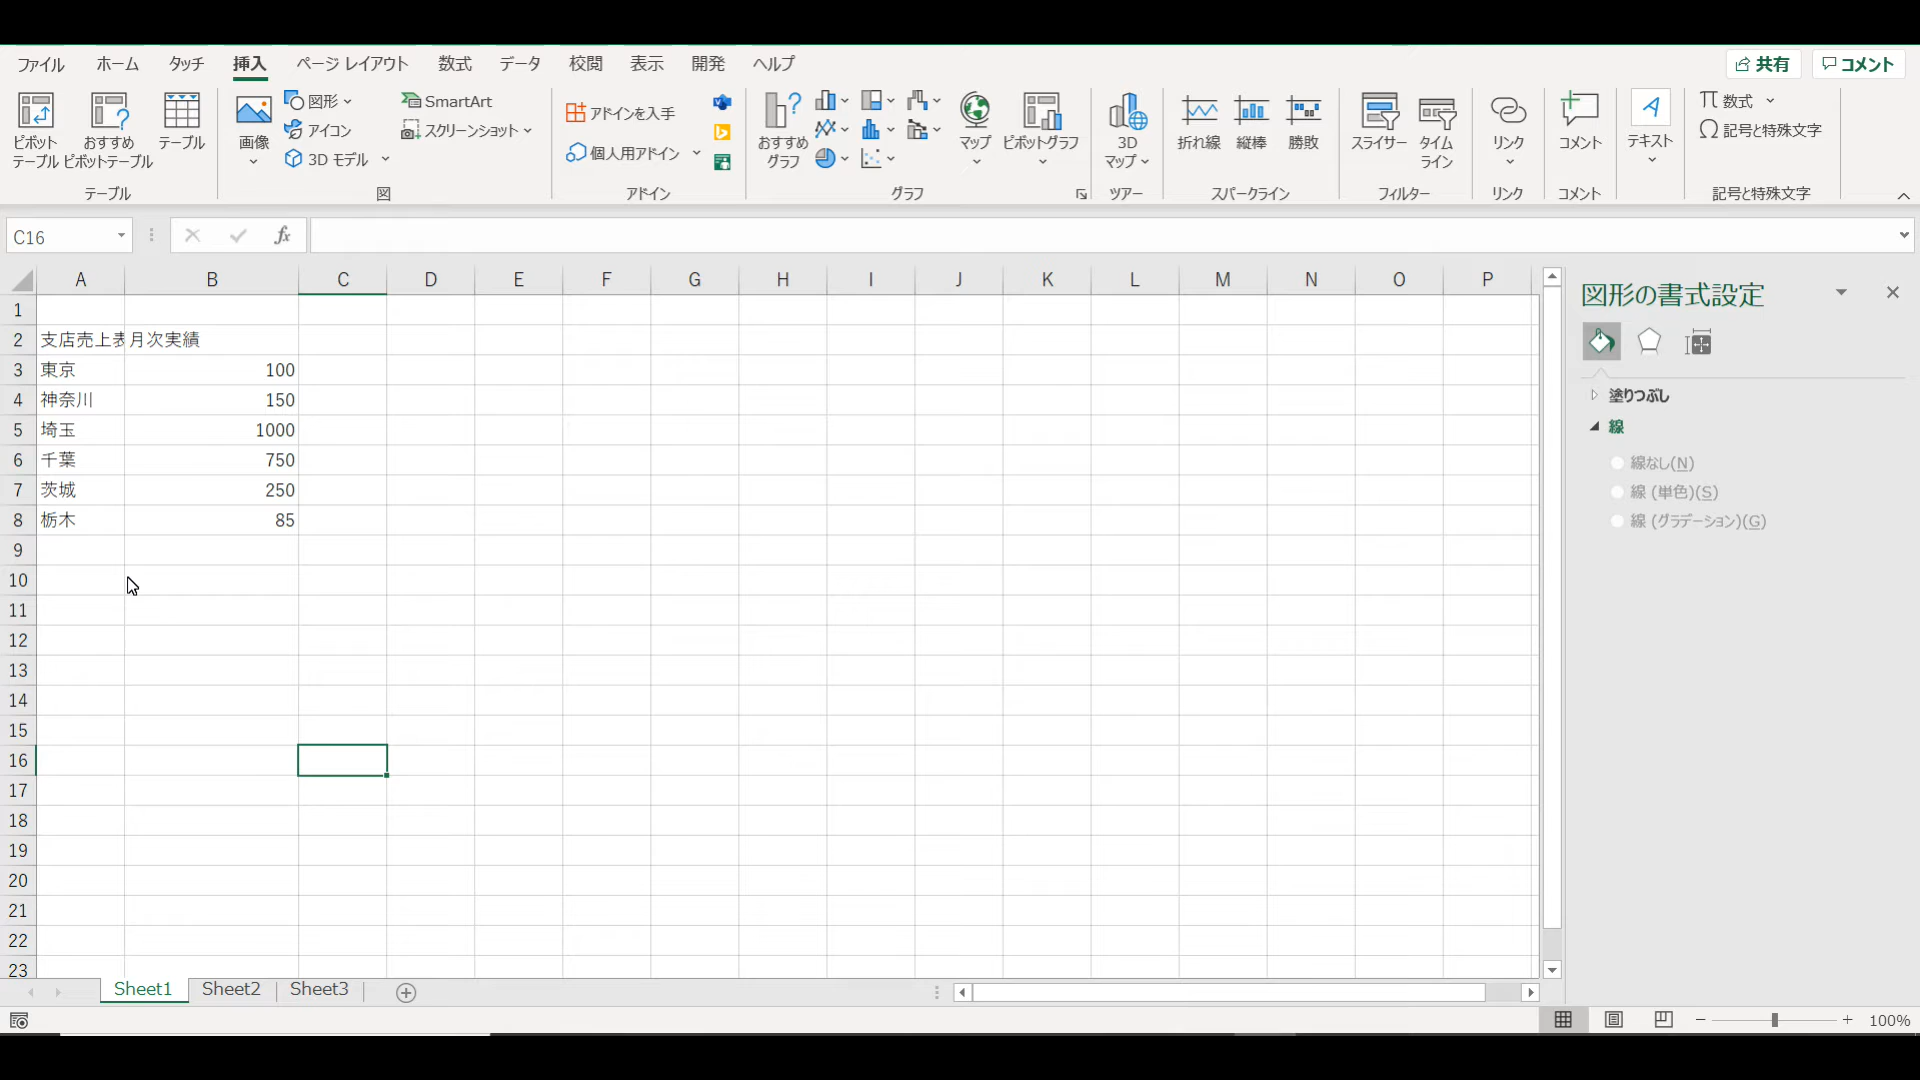 ファイル ホーム タッチ 挿入 ページ レイアウト 数式 データ 校閲 表示 開発 ヘルプ 共有 コメント
ピボット
テーブル
おすすめ
ピボットテーブル
テーブル
テーブル
画像
図形
アイコン
3D モデル
SmartArt
スクリーンショット
図
アドインを入手
個人用アドイン
アドイン
おすすめ
グラフ
マップ
ピボットグラフ
グラフ
3D
マップ
ツアー
折れ線 縦棒 勝敗
スパークライン
スライサー
タイム
ライン
フィルター
リンク
リンク
コメント
コメント
テキスト
数式
記号と特殊文字
記号と特殊文字
C16
fx
A B C D E F G H I J K L M N O P
1
2 支店売上表 月次実績
3 東京 100
4 神奈川 150
5 埼玉 1000
6 千葉 750
7 茨城 250
8 栃木 85
9
10
11
12
13
14
15
16
17
18
19
20
21
22
23
図形の書式設定
塗りつぶし
線
線なし(N)
線 (単色)(S)
線 (グラデーション)(G)
Sheet1 Sheet2 Sheet3
100%